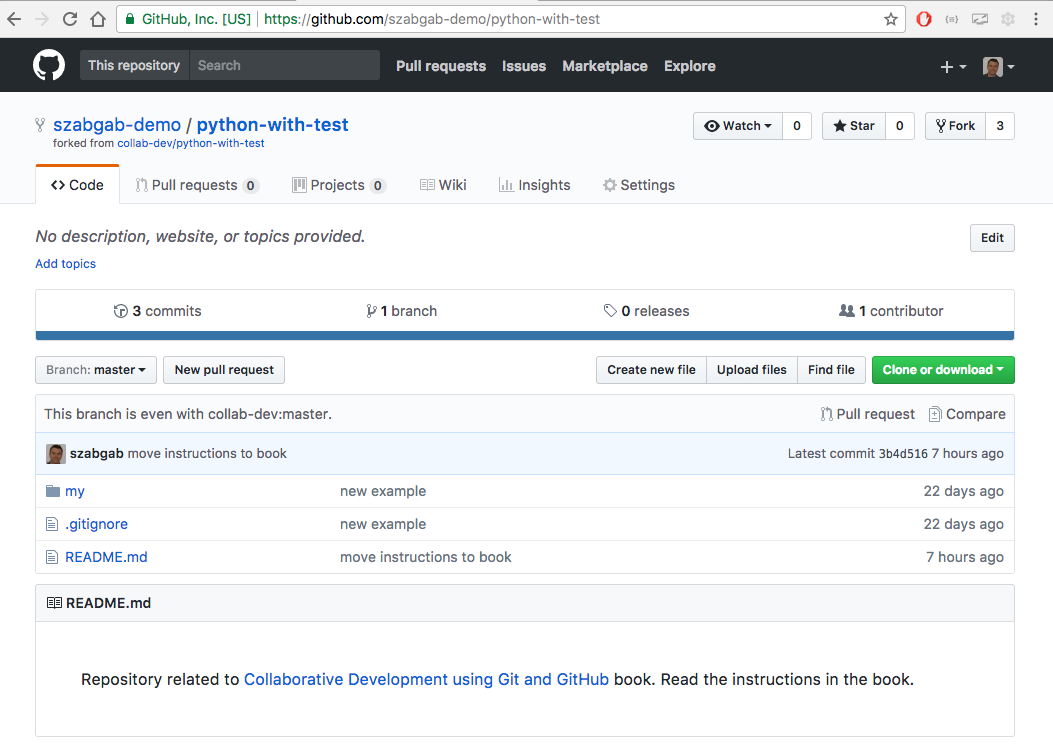 GitHub, Inc. [US] https://github.com/szabgab-demo/python-with-test
This repository Search Pull requests Issues Marketplace Explore
szabgab-demo / python-with-test Watch 0 Star 0 Fork 3
forked from collab-dev/python-with-test
Code Pull requests 0 Projects 0 Wiki Insights Settings
No description, website, or topics provided. Edit
Add topics
3 commits 1 branch 0 releases 1 contributor
Branch: master New pull request Create new file Upload files Find file Clone or download
This branch is even with collab-dev:master. Pull request Compare
szabgab move instructions to book Latest commit 3b4d516 7 hours ago
my new example 22 days ago
.gitignore new example 22 days ago
README.md move instructions to book 7 hours ago
README.md
Repository related to Collaborative Development using Git and GitHub book. Read the instructions in the book.